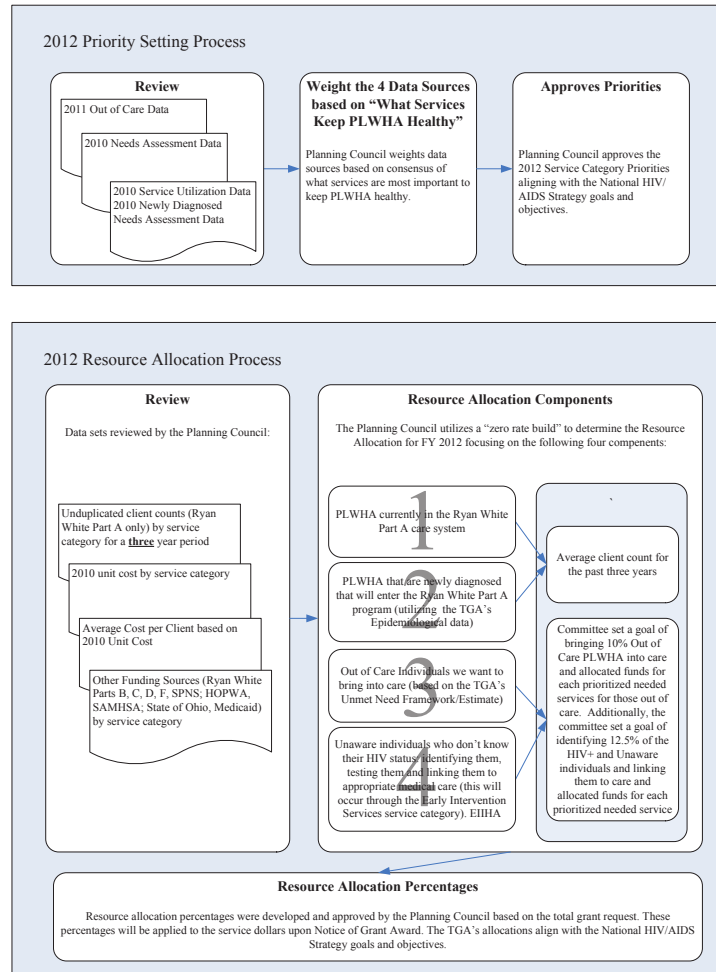 2012 Priority Setting Process
Review
2011 Out of Care Data
2010 Needs Assessment Data
2010 Service Utilization Data
2010 Newly Diagnosed
Needs Assessment Data
Weight the 4 Data Sources
based on “What Services
Keep PLWHA Healthy”
Planning Council weights data
sources based on consensus of
what services are most important to
keep PLWHA healthy.
Approves Priorities
Planning Council approves the
2012 Service Category Priorities
aligning with the National HIV/
AIDS Strategy goals and
objectives.
2012 Resource Allocation Process
Review
Data sets reviewed by the Planning Council:
Unduplicated client counts (Ryan
White Part A only) by service
category for a three year period
2010 unit cost by service category
Average Cost per Client based on
2010 Unit Cost
Other Funding Sources (Ryan White
Parts B, C, D, F, SPNS; HOPWA,
SAMHSA; State of Ohio, Medicaid)
by service category
Resource Allocation Components
The Planning Council utilizes a “zero rate build” to determine the Resource
Allocation for FY 2012 focusing on the following four compenents:
1
PLWHA currently in the Ryan White
Part A care system
2
PLWHA that are newly diagnosed
that will enter the Ryan White Part A
program (utilizing the TGA’s
Epidemiological data)
3
Out of Care Individuals we want to
bring into care (based on the TGA’s
Unmet Need Framework/Estimate)
4
Unaware individuals who don’t know
their HIV status/identifying them,
testing them and linking them to
appropriate medical care (this will
occur through the Early Intervention
Services service category). EIIHA
`
Average client count for
the past three years
Committee set a goal of
bringing 10% Out of
Care PLWHA into care
and allocated funds for
each prioritized needed
services for those out of
care. Additionally, the
committee set a goal of
identifying 12.5% of the
HIV+ and Unaware
individuals and linking
them to care and
allocated funds for each
prioritized needed service
Resource Allocation Percentages
Resource allocation percentages were developed and approved by the Planning Council based on the total grant request. These
percentages will be applied to the service dollars upon Notice of Grant Award. The TGA’s allocations align with the National HIV/AIDS
Strategy goals and objectives.